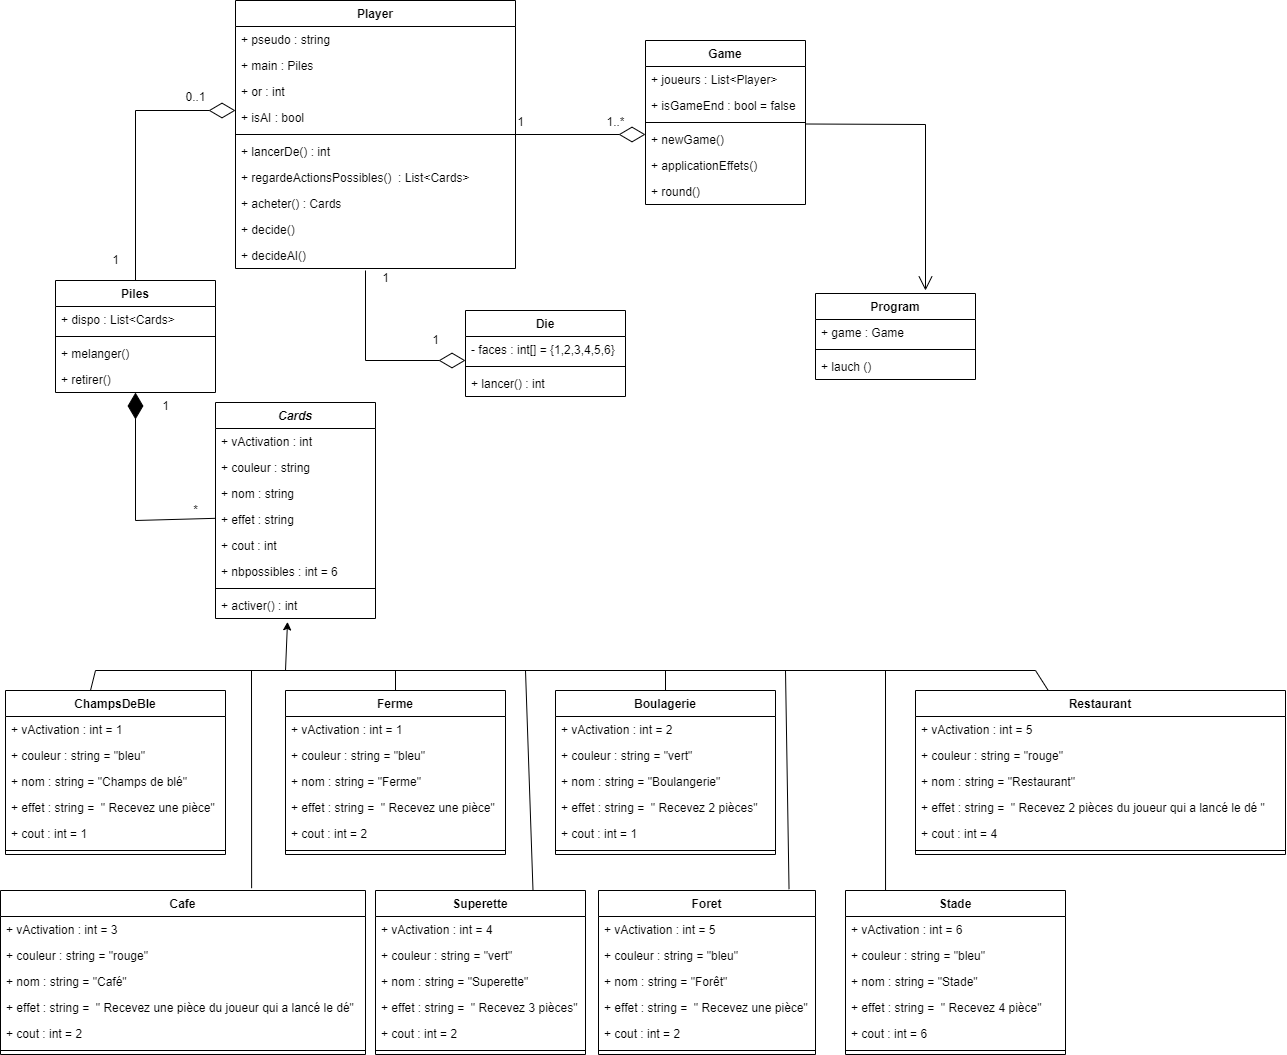 Player
+ pseudo : string
+ main : Piles
+ or : int
+ isAI : bool
+ lancerDe() : int
+ regardeActionsPossibles()  : List<Cards>
+ acheter() : Cards
+ decide()
+ decideAI()
Game
+ joueurs : List<Player>
+ isGameEnd : bool = false
+ newGame()
+ applicationEffets()
+ round()
0..1
1
1..*
1
1
Piles
+ dispo : List<Cards>
+ melanger()
+ retirer()
1
Die
- faces : int[] = {1,2,3,4,5,6}
+ lancer() : int
Program
+ game : Game
+ lauch ()
1
*
Cards
+ vActivation : int
+ couleur : string
+ nom : string
+ effet : string
+ cout : int
+ nbpossibles : int = 6
+ activer() : int
ChampsDeBle
+ vActivation : int = 1
+ couleur : string = "bleu"
+ nom : string = "Champs de blé"
+ effet : string =  " Recevez une pièce"
+ cout : int = 1
Ferme
+ vActivation : int = 1
+ couleur : string = "bleu"
+ nom : string = "Ferme"
+ effet : string =  " Recevez une pièce"
+ cout : int = 2
Boulagerie
+ vActivation : int = 2
+ couleur : string = "vert"
+ nom : string = "Boulangerie"
+ effet : string =  " Recevez 2 pièces"
+ cout : int = 1
Restaurant
+ vActivation : int = 5
+ couleur : string = "rouge"
+ nom : string = "Restaurant"
+ effet : string =  " Recevez 2 pièces du joueur qui a lancé le dé "
+ cout : int = 4
Cafe
+ vActivation : int = 3
+ couleur : string = "rouge"
+ nom : string = "Café"
+ effet : string =  " Recevez une pièce du joueur qui a lancé le dé"
+ cout : int = 2
Superette
+ vActivation : int = 4
+ couleur : string = "vert"
+ nom : string = "Superette"
+ effet : string =  " Recevez 3 pièces"
+ cout : int = 2
Foret
+ vActivation : int = 5
+ couleur : string = "bleu"
+ nom : string = "Forêt"
+ effet : string =  " Recevez une pièce"
+ cout : int = 2
Stade
+ vActivation : int = 6
+ couleur : string = "bleu"
+ nom : string = "Stade"
+ effet : string =  " Recevez 4 pièce"
+ cout : int = 6